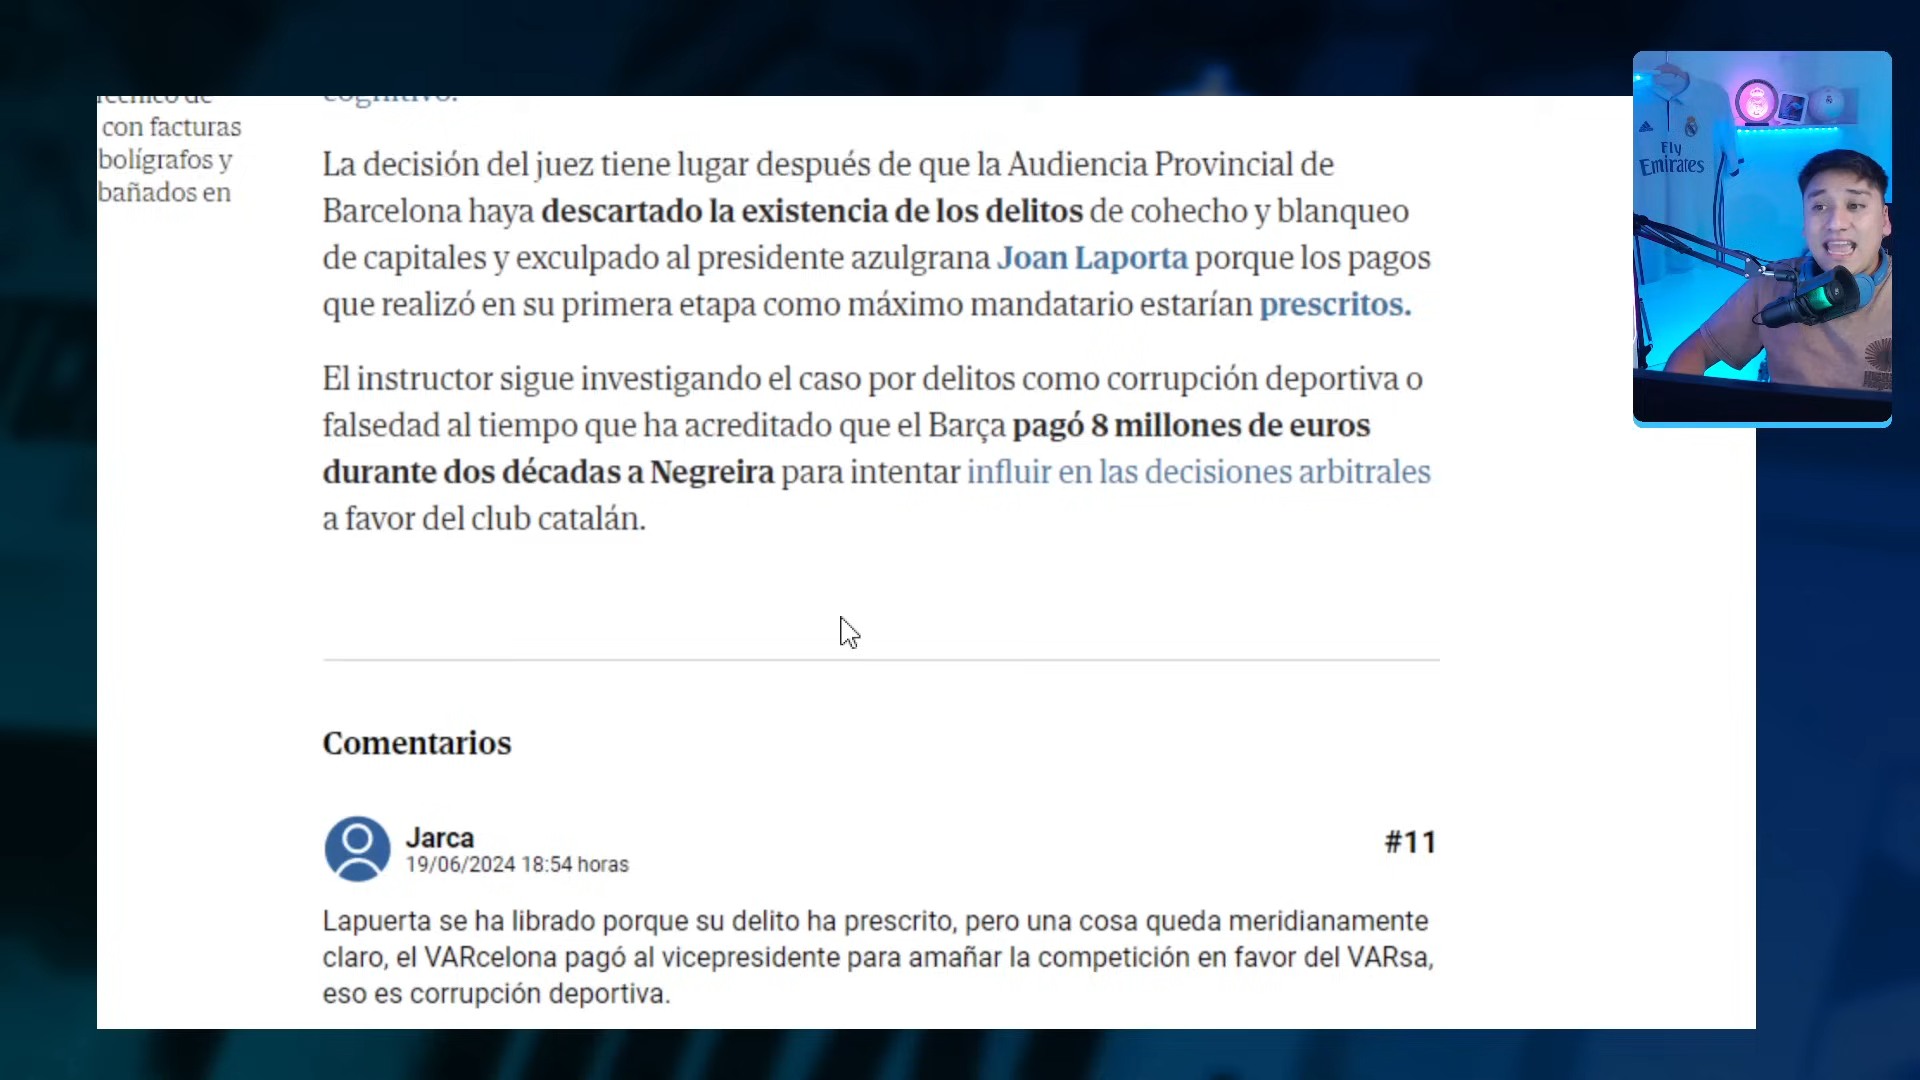 técnico de
con facturas
bolígrafos y
bañados en
cognitivo.
La decisión del juez tiene lugar después de que la Audiencia Provincial de
Barcelona haya descartado la existencia de los delitos de cohecho y blanqueo
de capitales y exculpado al presidente azulgrana Joan Laporta porque los pagos
que realizó en su primera etapa como máximo mandatario estarían prescritos.
El instructor sigue investigando el caso por delitos como corrupción deportiva o
falsedad al tiempo que ha acreditado que el Barça pagó 8 millones de euros
durante dos décadas a Negreira para intentar influir en las decisiones arbitrales
a favor del club catalán.
Comentarios
Jarca
#11
19/06/2024 18:54 horas
Lapuerta se ha librado porque su delito ha prescrito, pero una cosa queda meridianamente
claro, el VARcelona pagó al vicepresidente para amañar la competición en favor del VARsa,
eso es corrupción deportiva.
Fly
Emirates